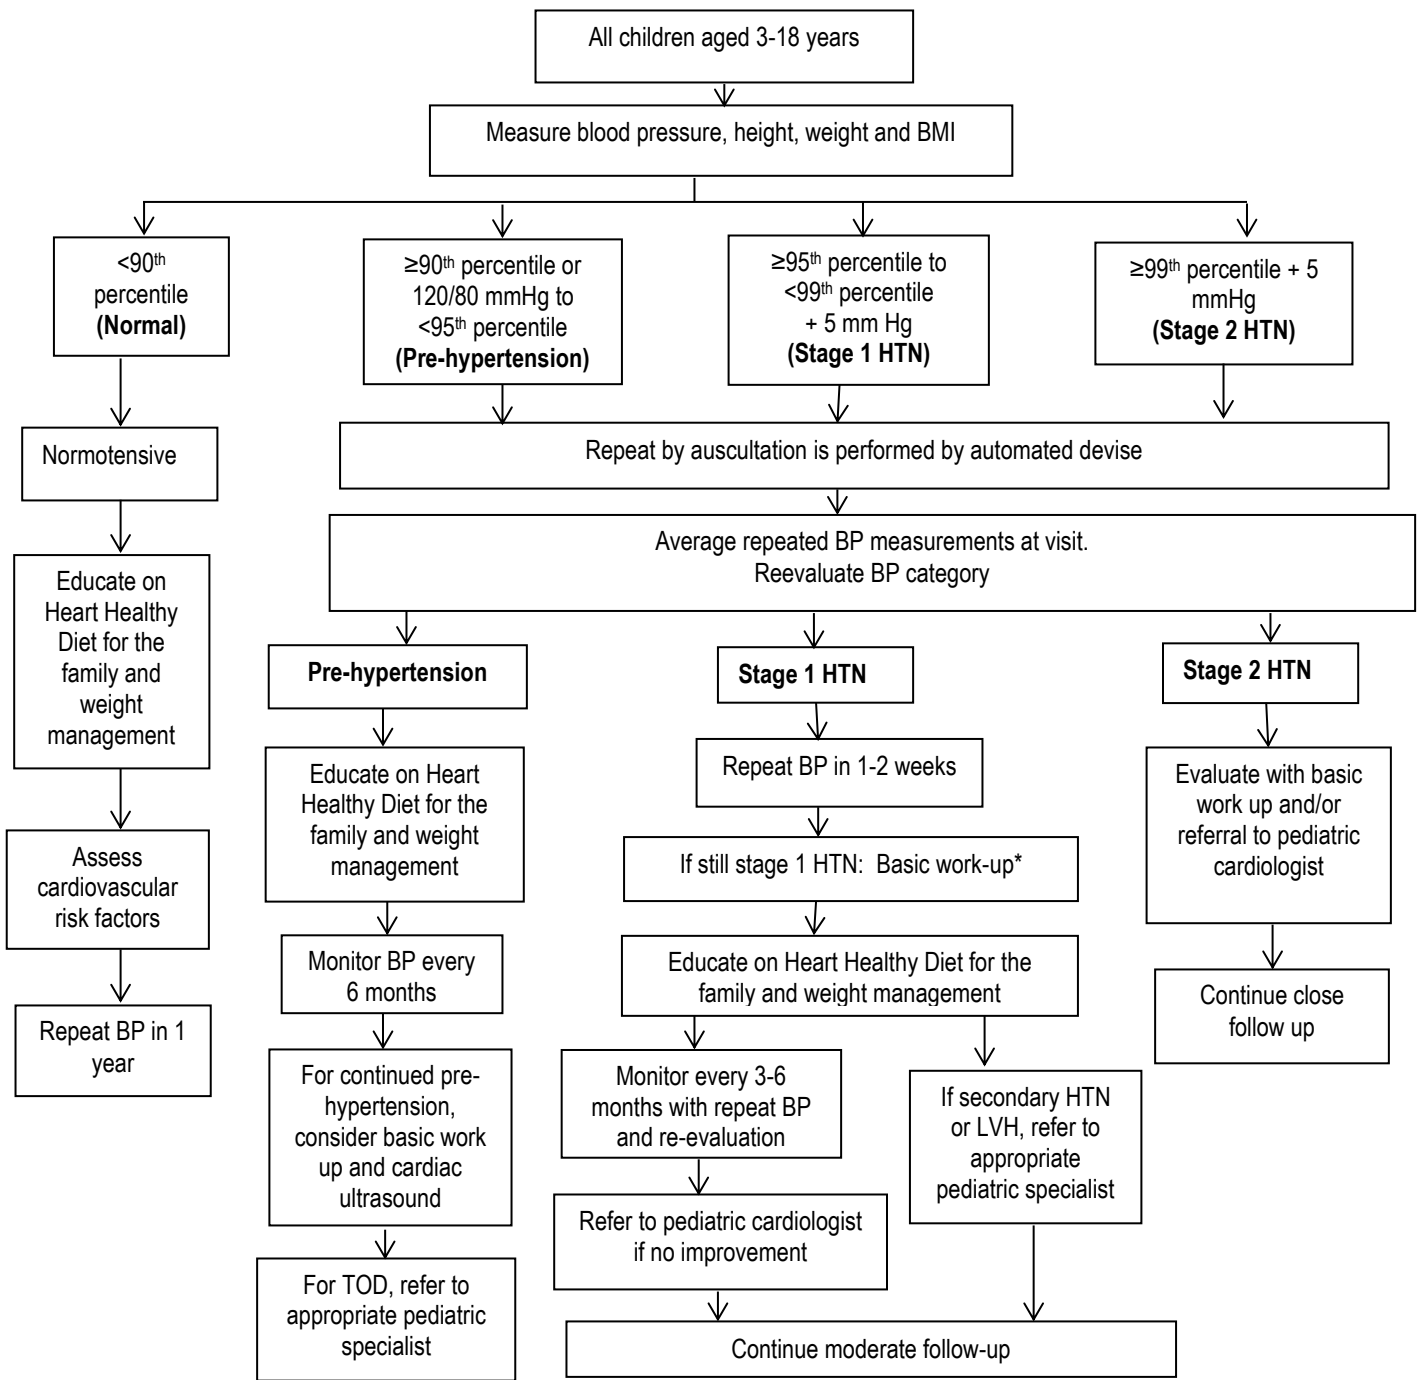 All children aged 3-18 years
Measure blood pressure, height, weight and BMI
<90th
percentile
(Normal)
≥90th percentile or
120/80 mmHg to
<95th percentile
(Pre-hypertension)
≥95th percentile to
<99th percentile
+ 5 mm Hg
(Stage 1 HTN)
≥99th percentile + 5
mmHg
(Stage 2 HTN)
Normotensive
Repeat by auscultation is performed by automated devise
Average repeated BP measurements at visit.
Reevaluate BP category
Educate on
Heart Healthy
Diet for the
family and
weight
management
Assess
cardiovascular
risk factors
Repeat BP in 1
year
Pre-hypertension
Educate on Heart
Healthy Diet for the
family and weight
management
Monitor BP every
6 months
For continued pre-
hypertension,
consider basic work
up and cardiac
ultrasound
For TOD, refer to
appropriate pediatric
specialist
Stage 1 HTN
Repeat BP in 1-2 weeks
If still stage 1 HTN: Basic work-up*
Educate on Heart Healthy Diet for the
family and weight management
Monitor every 3-6
months with repeat BP
and re-evaluation
Refer to pediatric cardiologist
if no improvement
If secondary HTN
or LVH, refer to
appropriate
pediatric specialist
Continue moderate follow-up
Stage 2 HTN
Evaluate with basic
work up and/or
referral to pediatric
cardiologist
Continue close
follow up